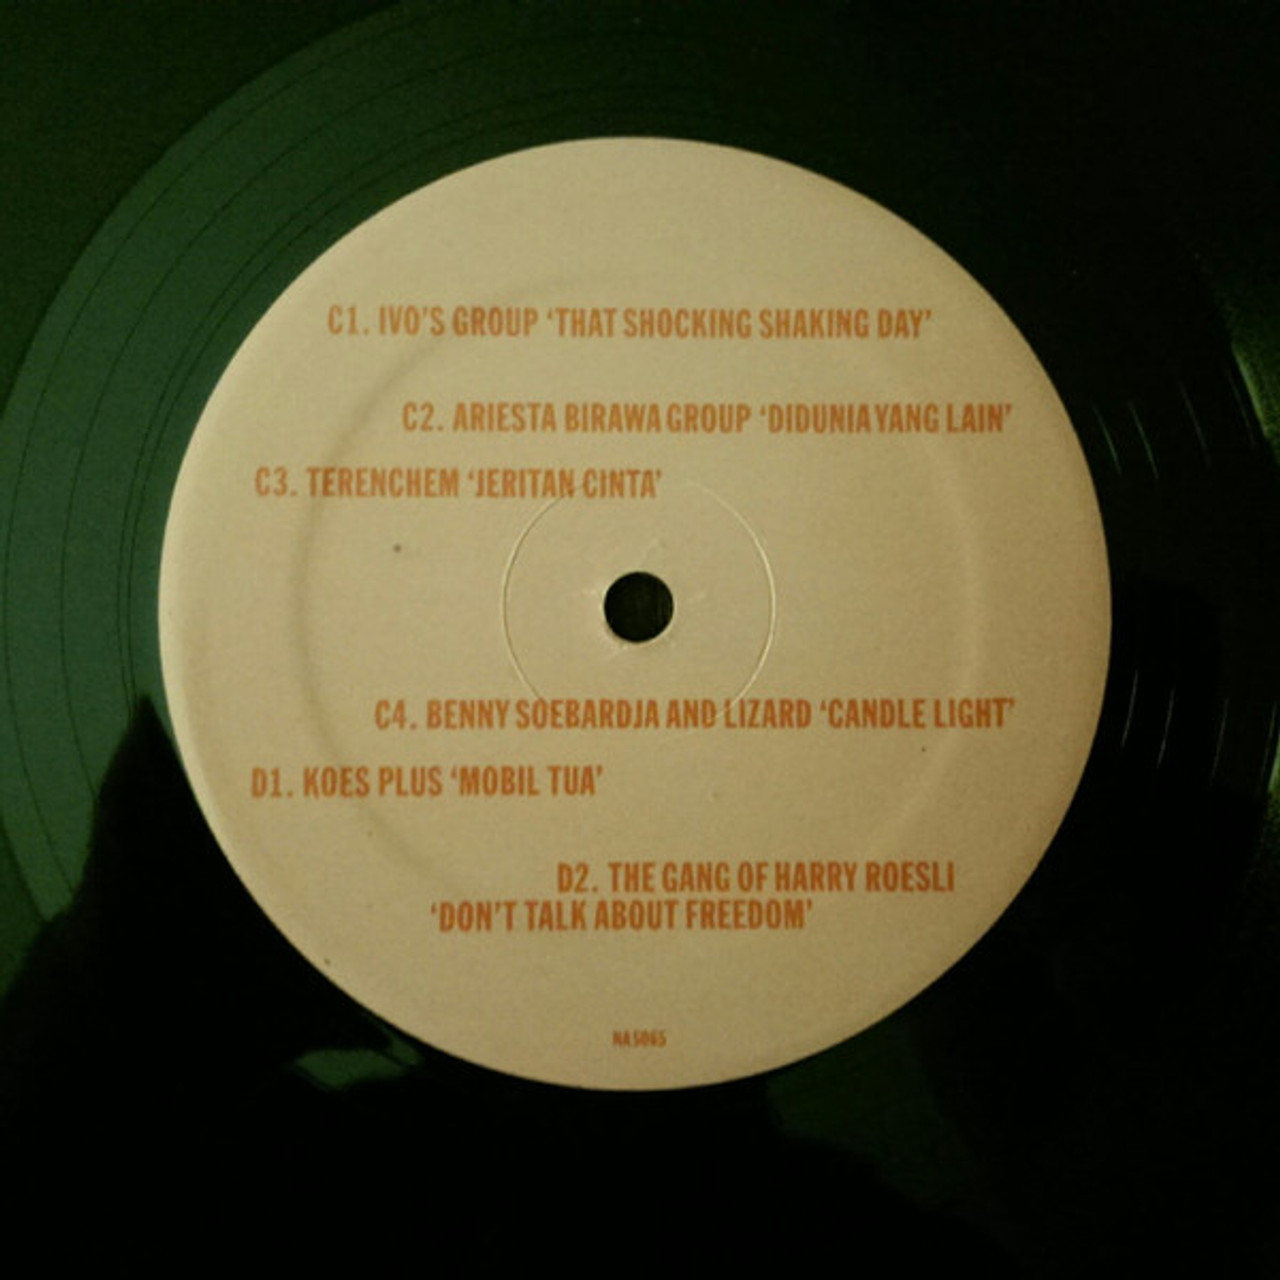 C1. IVO'S GROUP ‘THAT SHOCKING SHAKING DAY’
C2. ARIESTA BIRAWA GROUP ‘DIDUNIA YANG LAIN’
C3. TERENCHEM ‘JERITAN CINTA’
C4. BENNY SOEBARDJA AND LIZARD ‘CANDLE LIGHT’
D1. KOES PLUS ‘MOBIL TUA’
D2. THE GANG OF HARRY ROESLI
‘DON'T TALK ABOUT FREEDOM’
NA5065